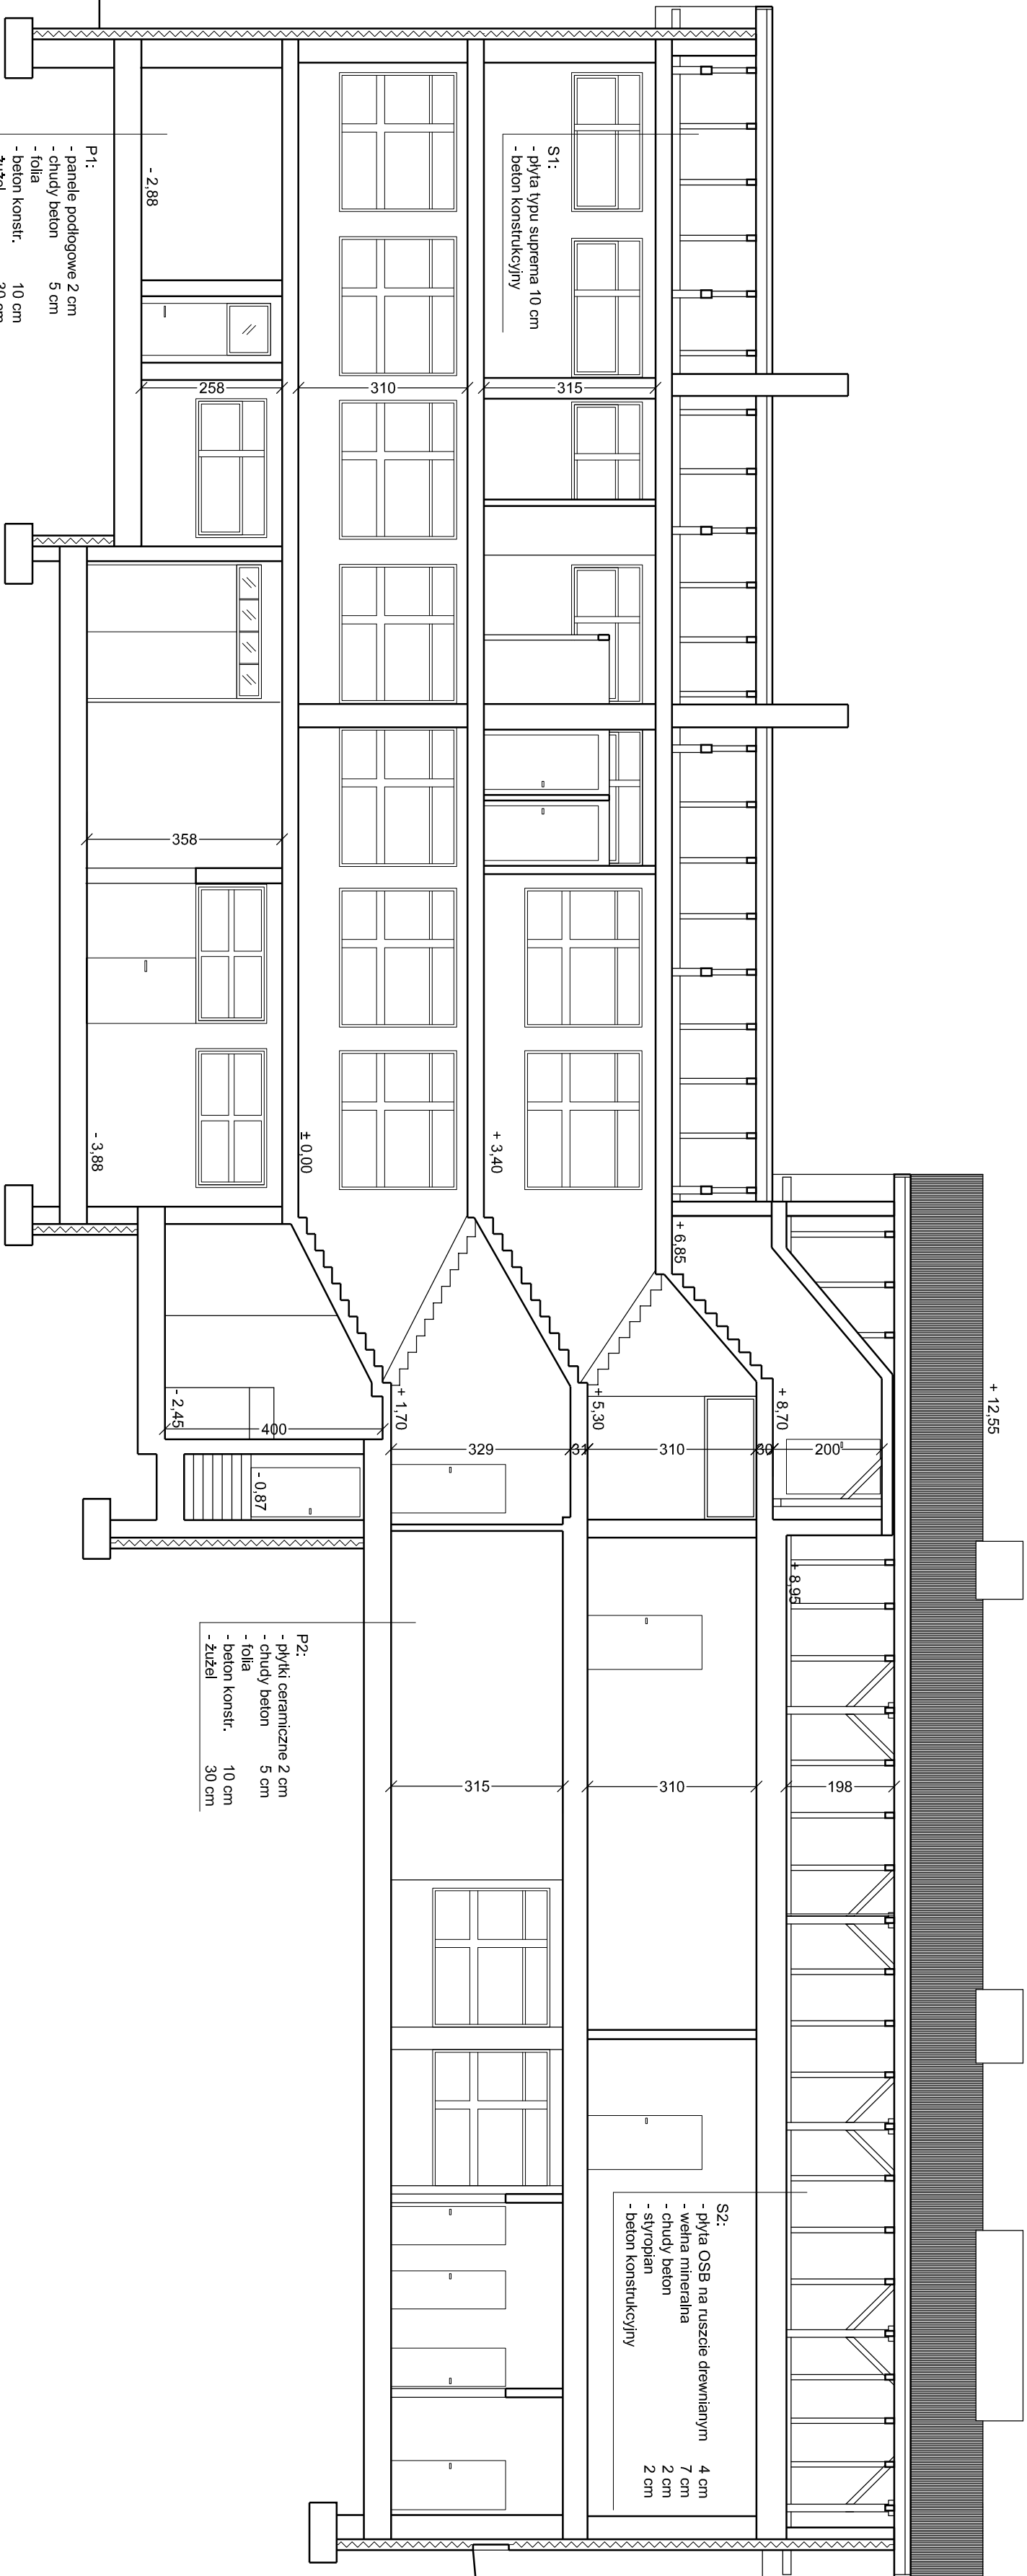 + 12,55
S1:
- płyta typu suprema 10 cm
- beton konstrukcyjny
+ 6,85
+ 8,70
200
+ 8,95
198
S2:
- płyta OSB na ruszcie drewnianym 4 cm
- wełna mineralna 7 cm
- chudy beton 2 cm
- styropian 2 cm
- beton konstrukcyjny
315
+ 3,40
+ 5,30
30
310
31
310
310
± 0,00
+ 1,70
329
315
258
358
- 2,88
- 3,88
- 2,45
400
- 0,87
P1:
- panele podłogowe 2 cm
- chudy beton 5 cm
- folia
- beton konstr. 10 cm
- żużel 30 cm
P2:
- płytki ceramiczne 2 cm
- chudy beton 5 cm
- folia
- beton konstr. 10 cm
- żużel 30 cm